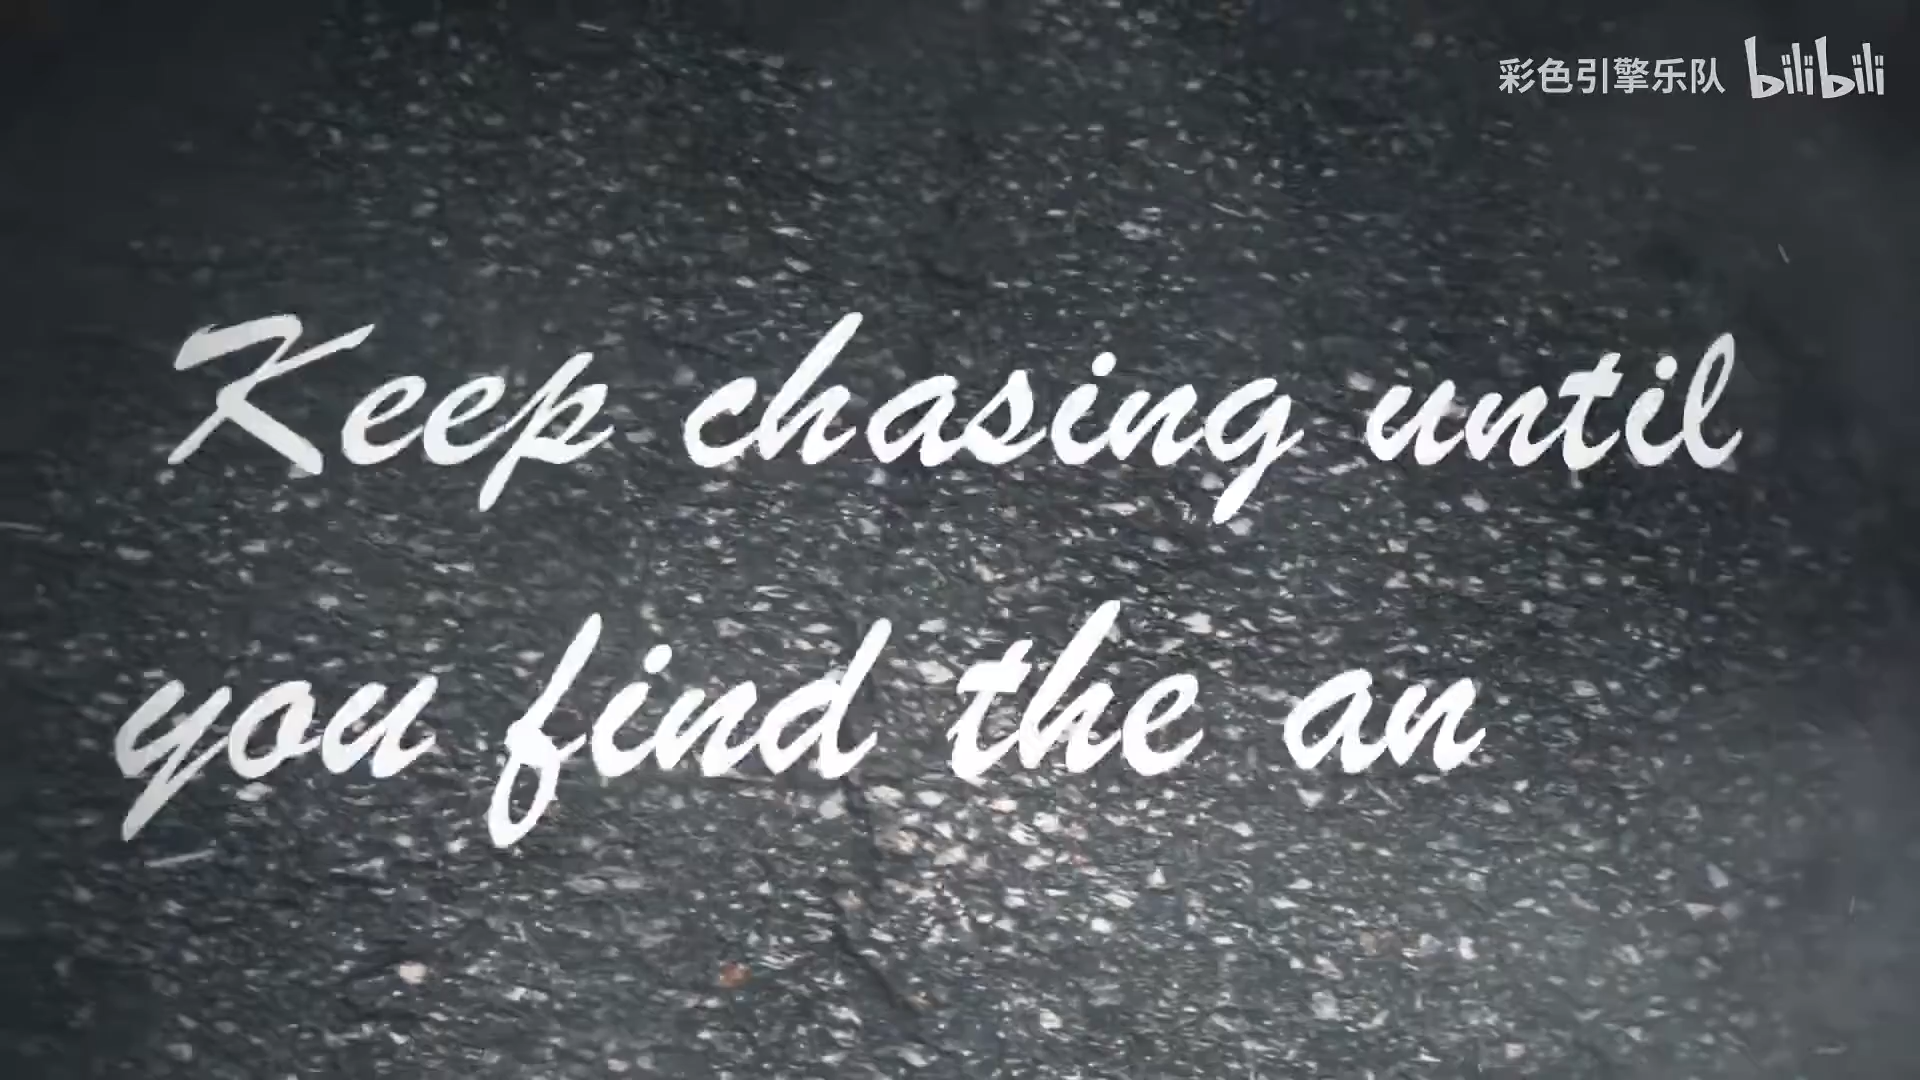 彩色引擎乐队 bilibili
Keep chasing until
you find the an